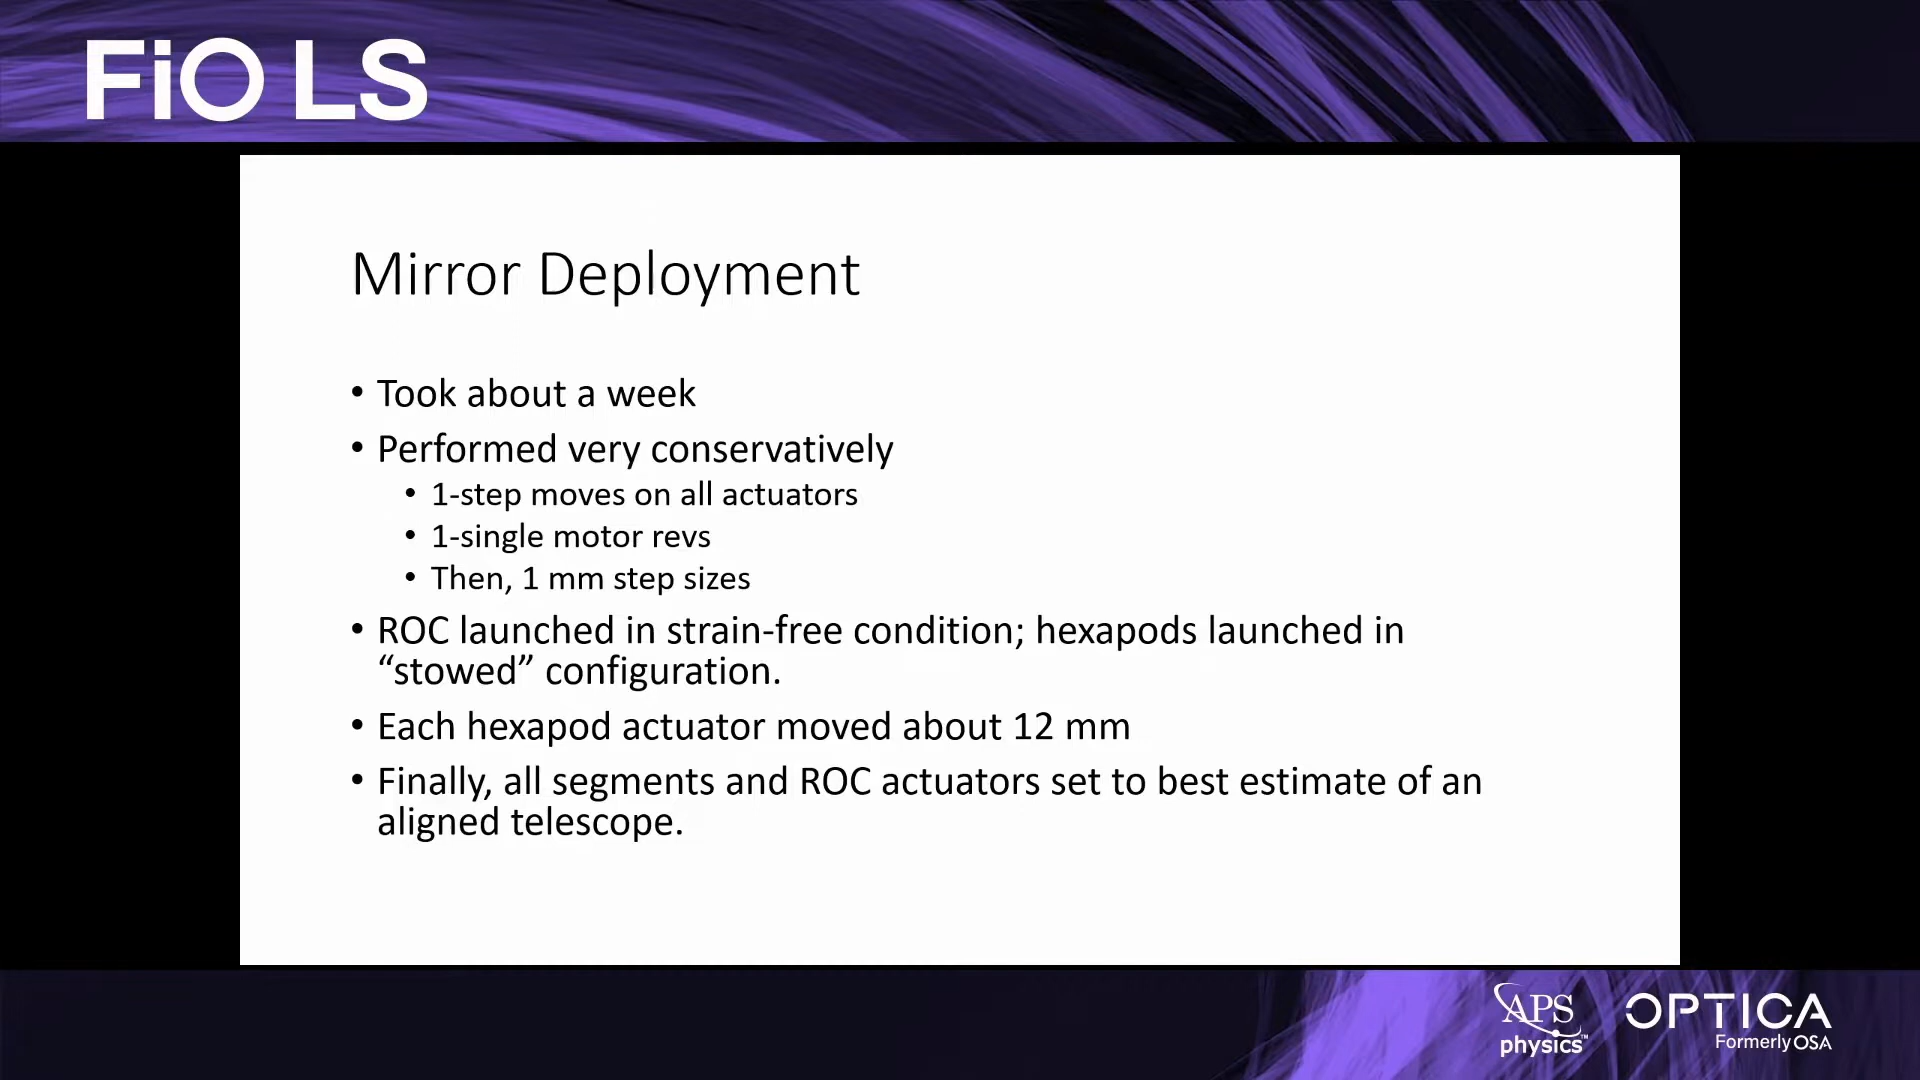 FiO LS
Mirror Deployment
• Took about a week
• Performed very conservatively
• 1-step moves on all actuators
• 1-single motor revs
• Then, 1 mm step sizes
• ROC launched in strain-free condition; hexapods launched in
“stowed” configuration.
• Each hexapod actuator moved about 12 mm
• Finally, all segments and ROC actuators set to best estimate of an
aligned telescope.
APS
physics™
OPTICA
Formerly OSA